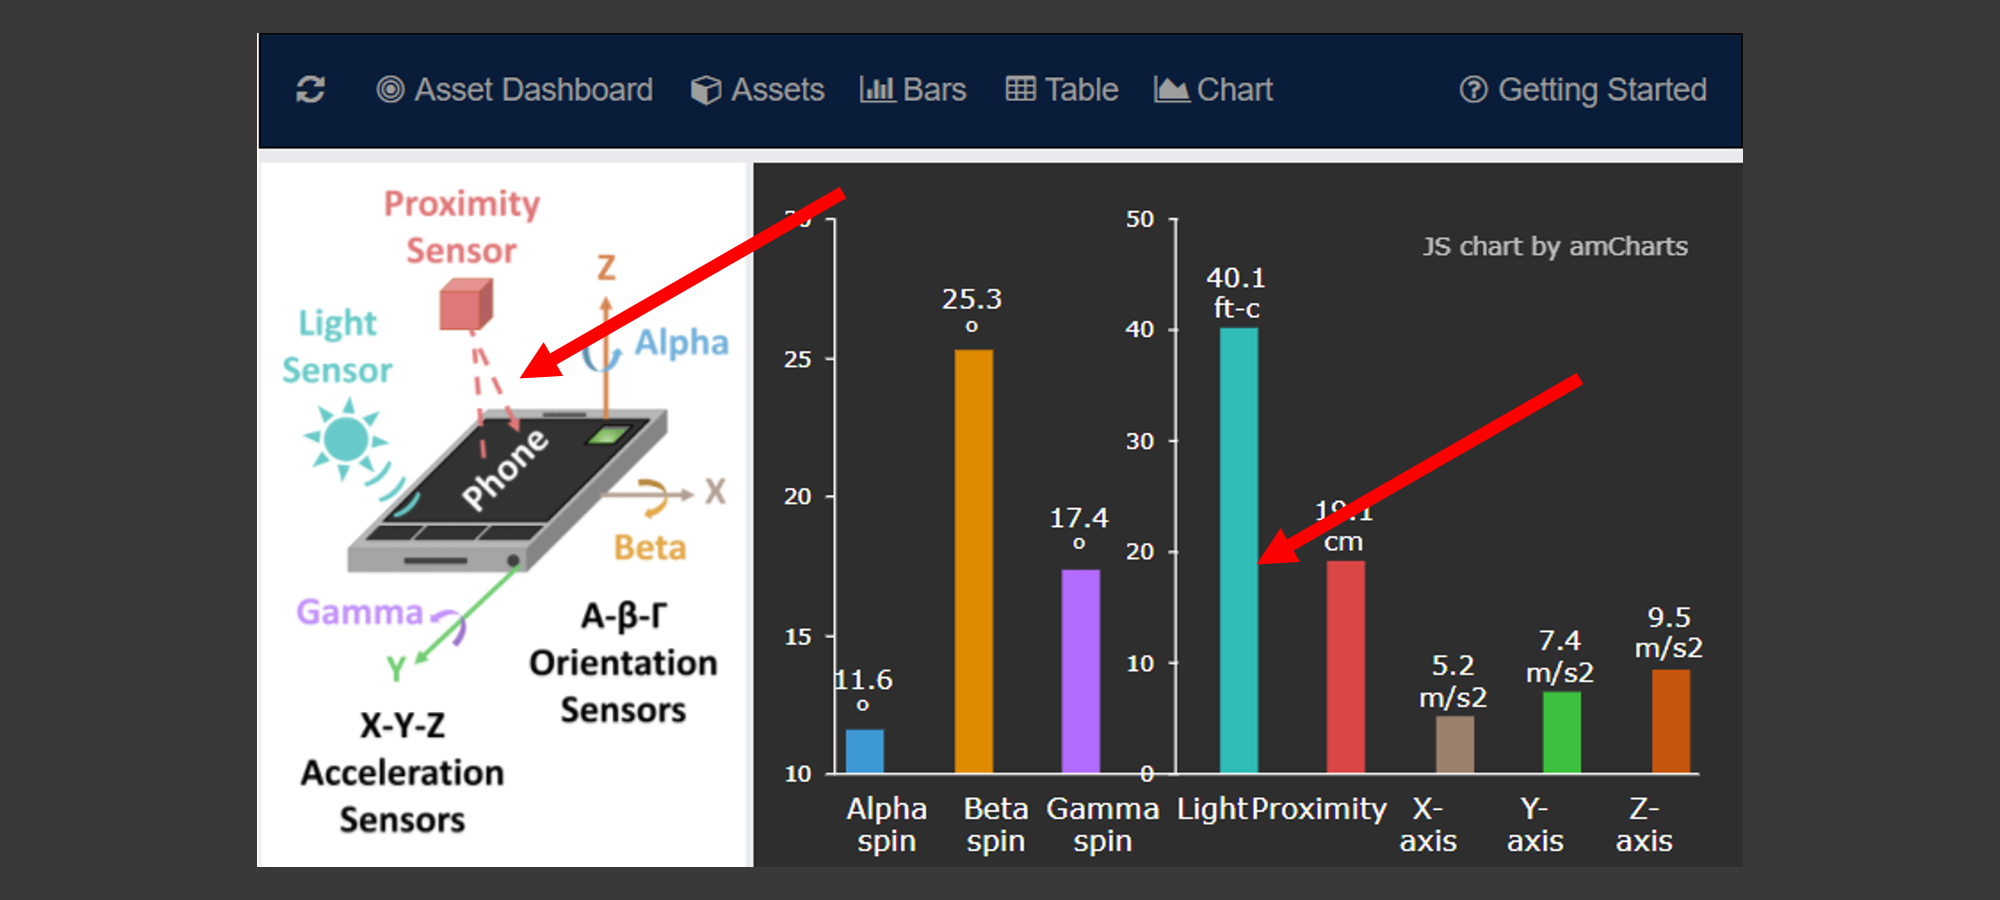 Asset Dashboard
Assets
Bars
Table
Chart
Getting Started
Proximity
Sensor
Z
Light
Sensor
Alpha
Phone
X
Beta
Gamma
Y
Α-β-Γ
Orientation
Sensors
X-Y-Z
Acceleration
Sensors
25
20
15
10
50
40
30
20
10
0
JS chart by amCharts
11.6
°
25.3
°
17.4
°
40.1
ft-c
19.1
cm
5.2
m/s2
7.4
m/s2
9.5
m/s2
Alpha
spin
Beta
spin
Gamma
spin
Light
Proximity
X-
axis
Y-
axis
Z-
axis